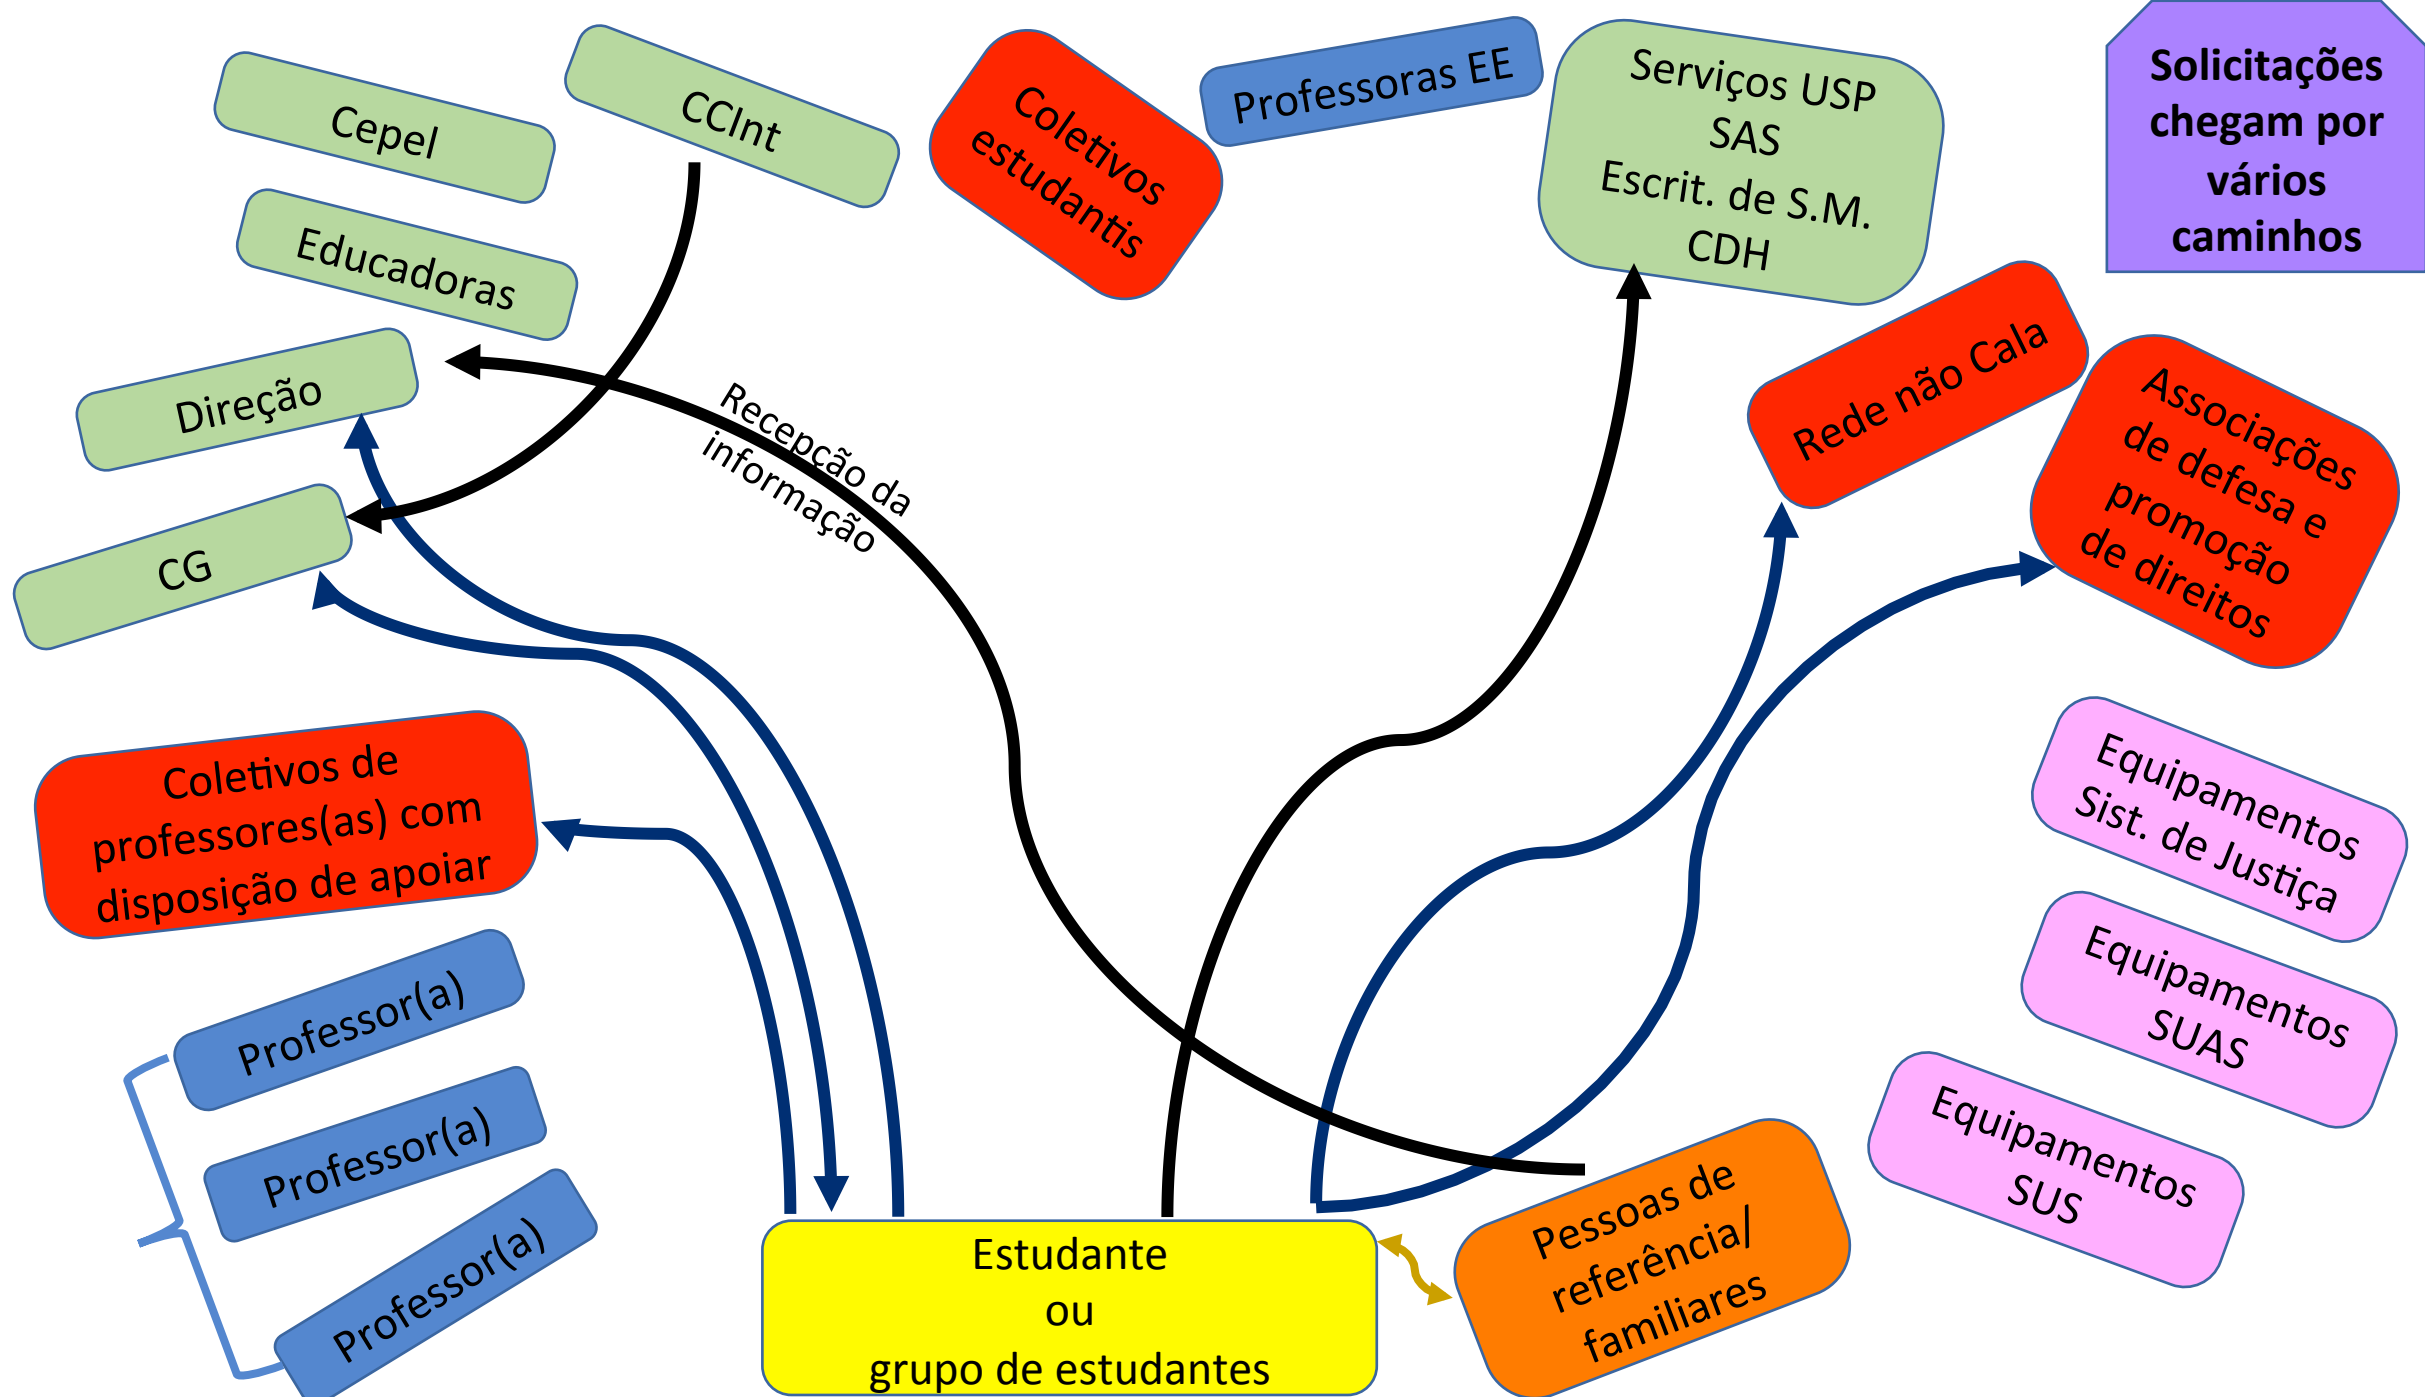 Cepel
CCInt
Coletivos
estudantis
Professoras EE
Serviços USP
SAS
Escrit. de S.M.
CDH
Solicitações
chegam por
vários
caminhos
Educadoras
Direção
CG
Recepção da
informação
Rede não Cala
Associações
de defesa e
promoção
de direitos
Coletivos de
professores(as) com
disposição de apoiar
Equipamentos
Sist. de Justiça
Equipamentos
SUAS
Equipamentos
SUS
Professor(a)
Professor(a)
Professor(a)
Estudante
ou
grupo de estudantes
Pessoas de
referência/
familiares